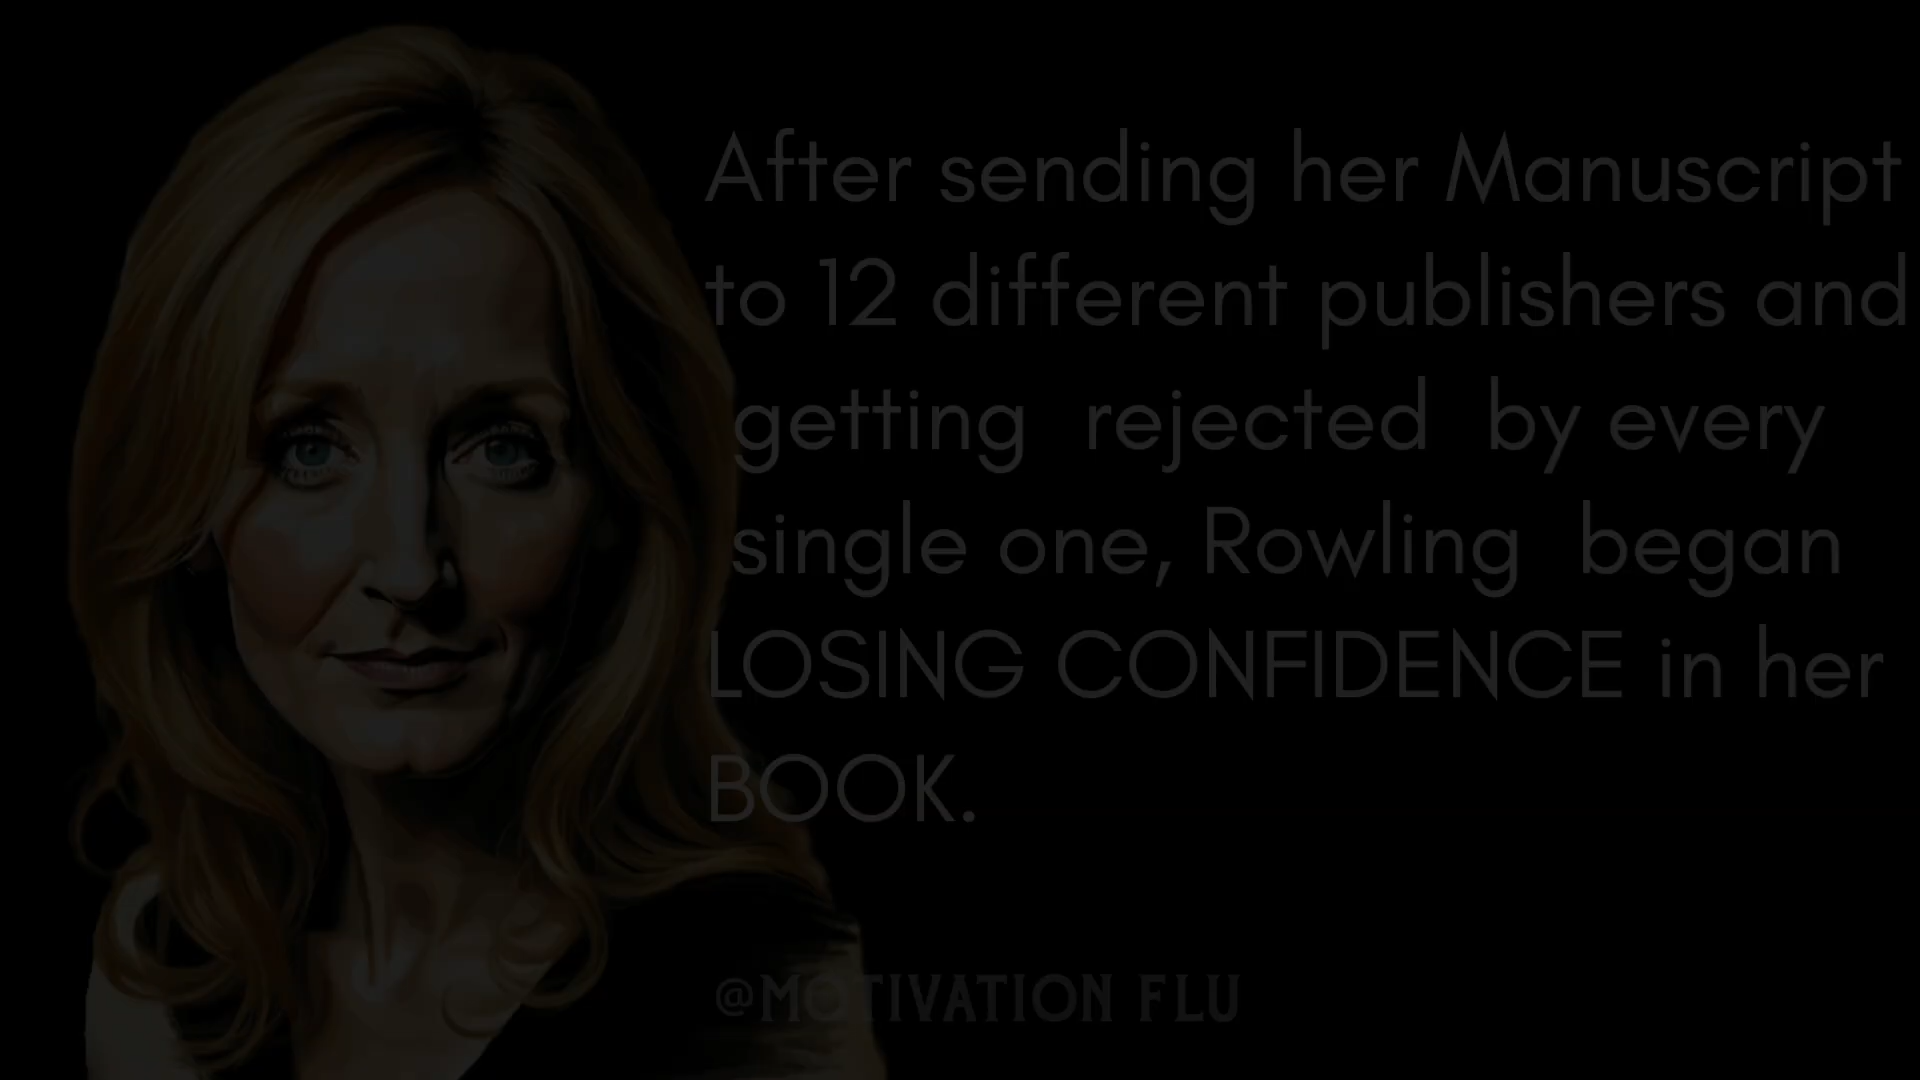 After sending her Manuscript
to 12 different publishers and
getting rejected by every
single one, Rowling began
LOSING CONFIDENCE in her
BOOK.
@MOTIVATION FLU